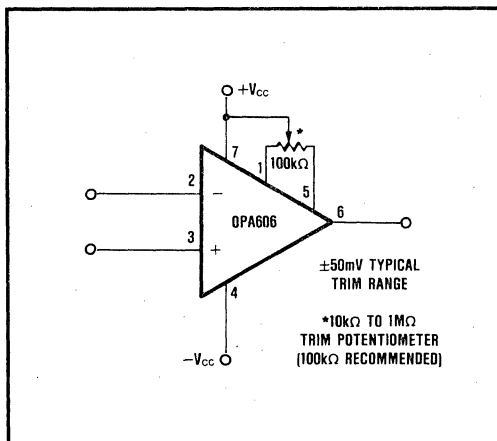 +Vcc
*
7
1
100kΩ
5
2
−
OPA606
6
3
+
4
±50mV TYPICAL
TRIM RANGE
*10kΩ TO 1MΩ
TRIM POTENTIOMETER
(100kΩ RECOMMENDED)
−Vcc